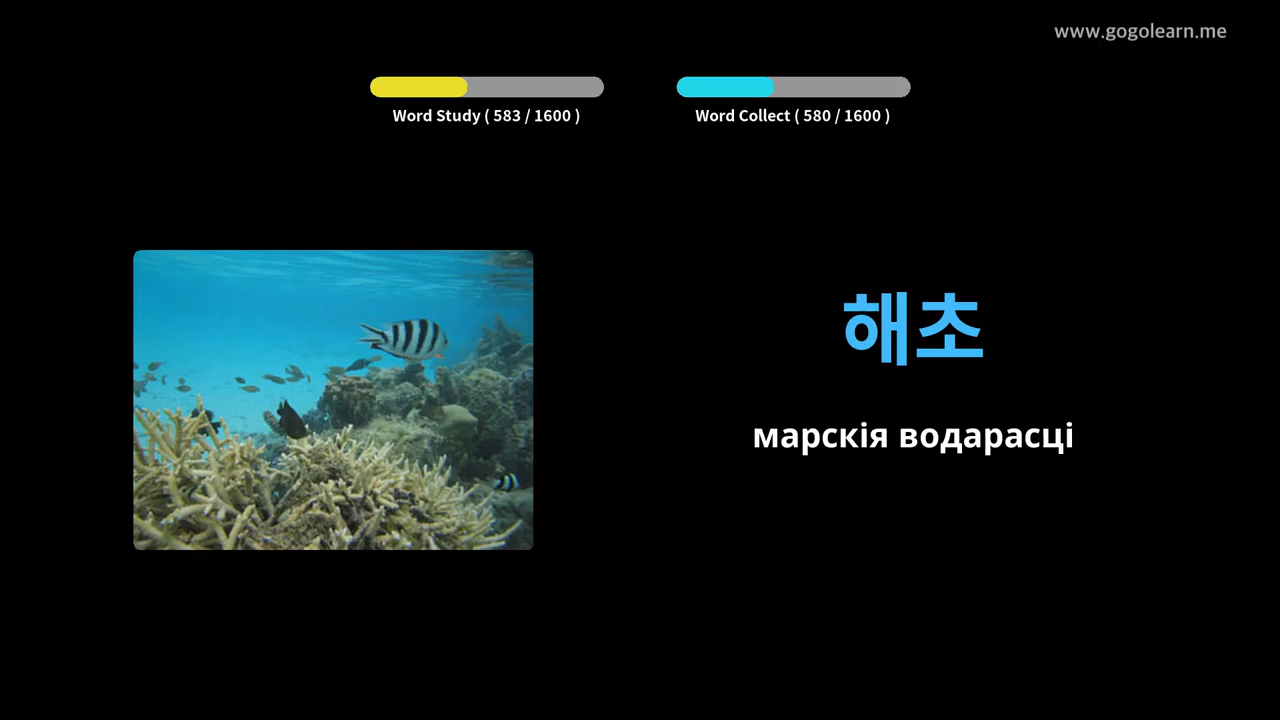 www.gogolearn.me
Word Study ( 583 / 1600 )
Word Collect ( 580 / 1600 )
해초
марскія водарасці